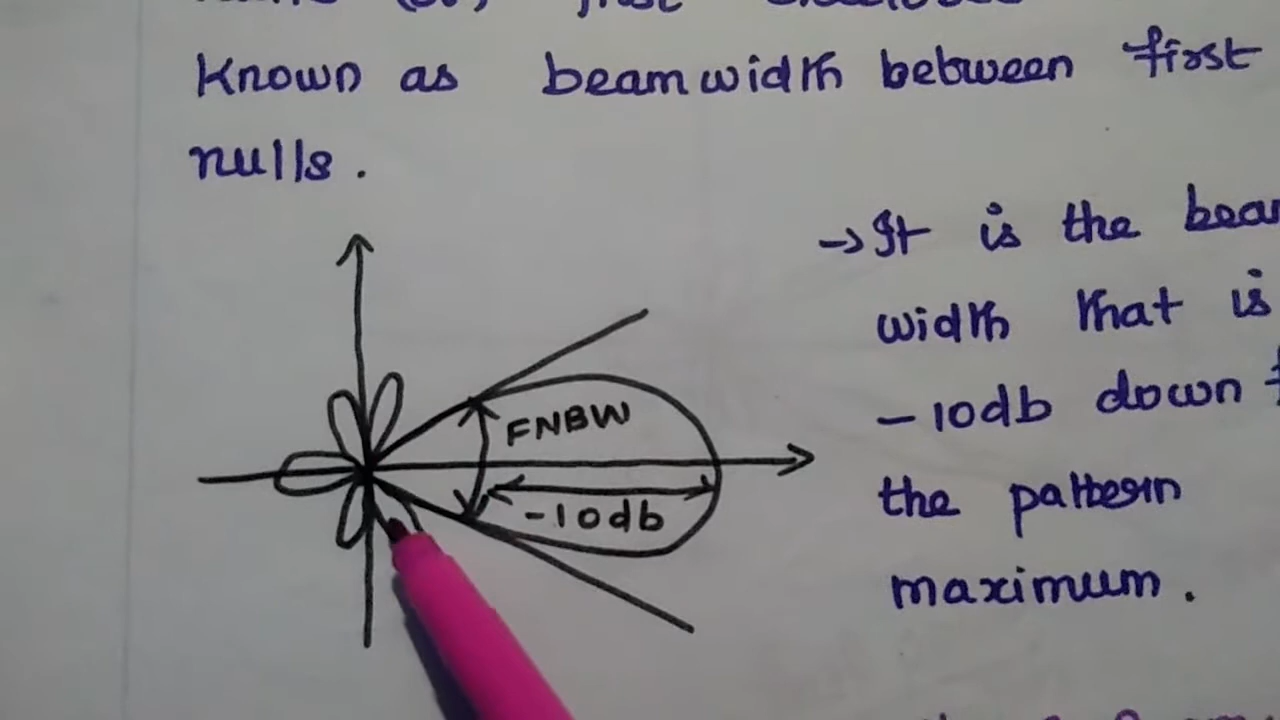 known as beamwidth between first
nulls.
→ It is the
width that is
-10db down
the pattern
maximum.
FNBW
-10db